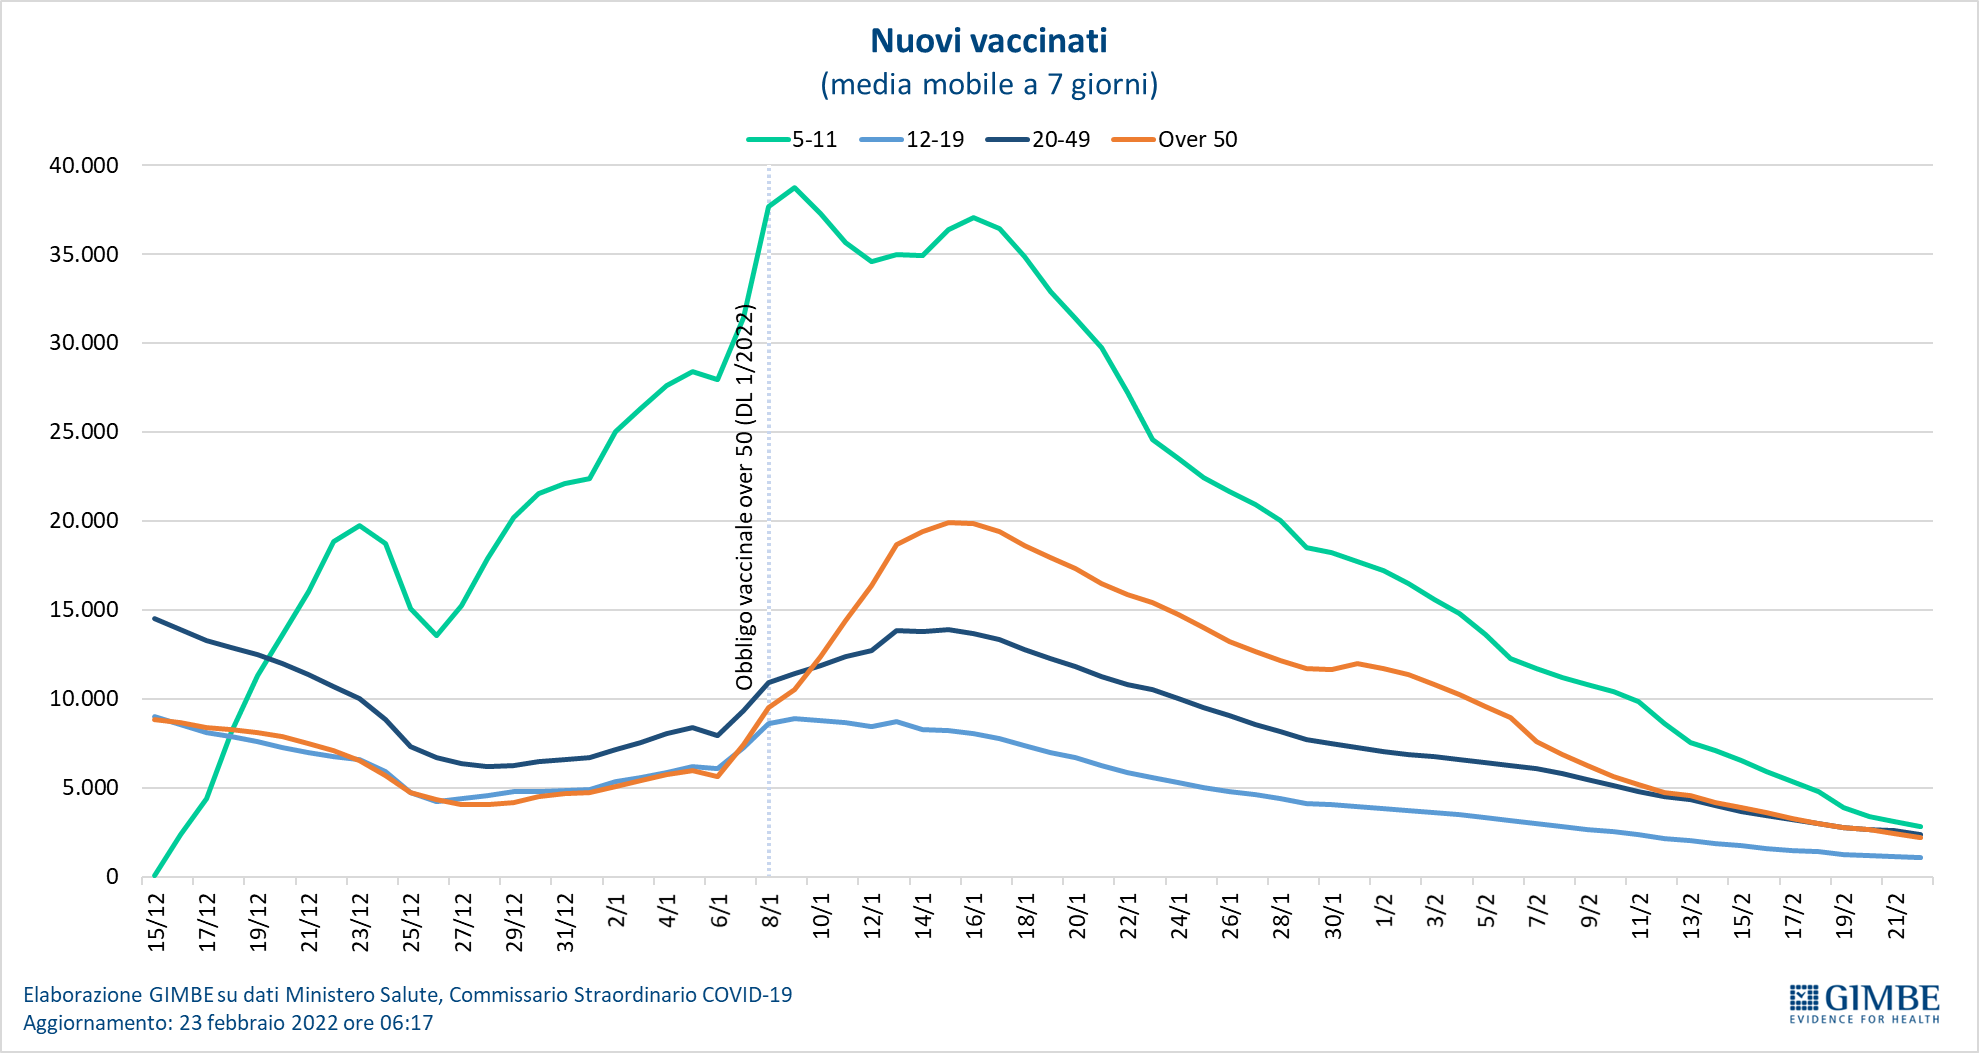 Nuovi vaccinati
(media mobile a 7 giorni)
5-11 12-19 20-49 Over 50
40.000
35.000
30.000
25.000
20.000
15.000
10.000
5.000
0
Obbligo vaccinale over 50 (DL 1/2022)
15/12 17/12 19/12 21/12 23/12 25/12 27/12 29/12 31/12 2/1 4/1 6/1 8/1 10/1 12/1 14/1 16/1 18/1 20/1 22/1 24/1 26/1 28/1 30/1 1/2 3/2 5/2 7/2 9/2 11/2 13/2 15/2 17/2 19/2 21/2
Elaborazione GIMBE su dati Ministero Salute, Commissario Straordinario COVID-19
Aggiornamento: 23 febbraio 2022 ore 06:17
GIMBE
EVIDENCE FOR HEALTH